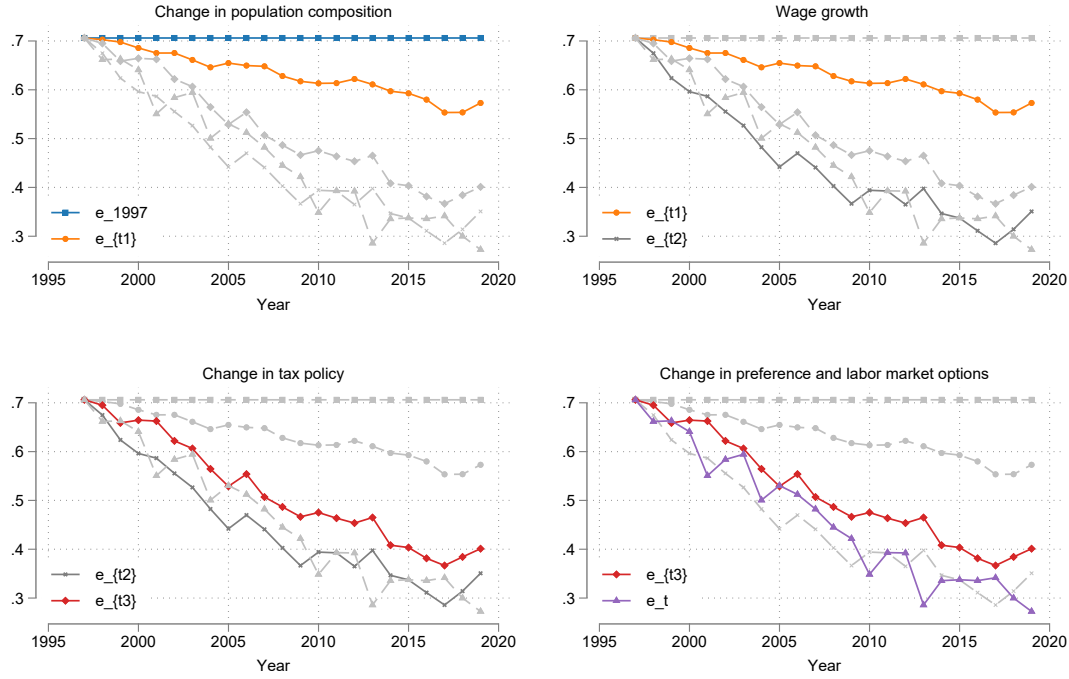 Change in population composition
.7
.6
.5
.4
.3
e_1997
e_{t1}
1995 2000 2005 2010 2015 2020
Year
Wage growth
.7
.6
.5
.4
.3
e_{t1}
e_{t2}
1995 2000 2005 2010 2015 2020
Year
Change in tax policy
.7
.6
.5
.4
.3
e_{t2}
e_{t3}
1995 2000 2005 2010 2015 2020
Year
Change in preference and labor market options
.7
.6
.5
.4
.3
e_{t3}
e_t
1995 2000 2005 2010 2015 2020
Year